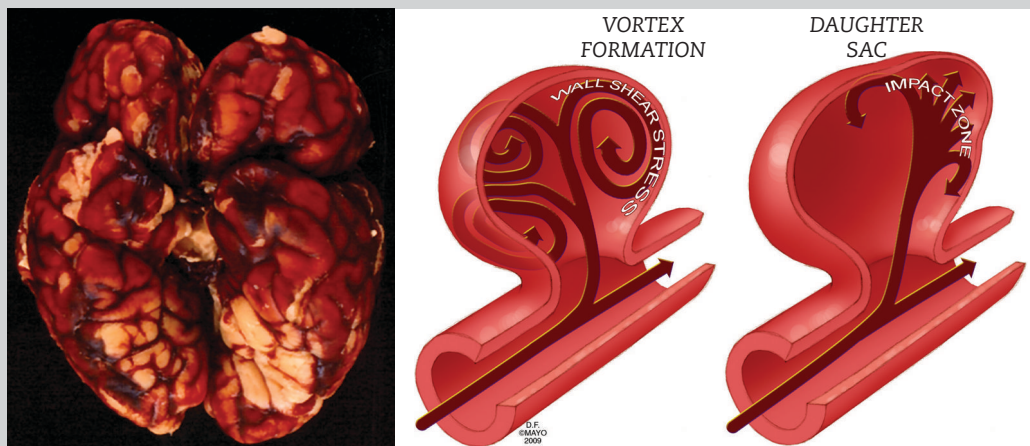 VORTEX
FORMATION
WALL SHEAR STRESS
D.F.
©MAYO
2009
DAUGHTER
SAC
IMPACT ZONE